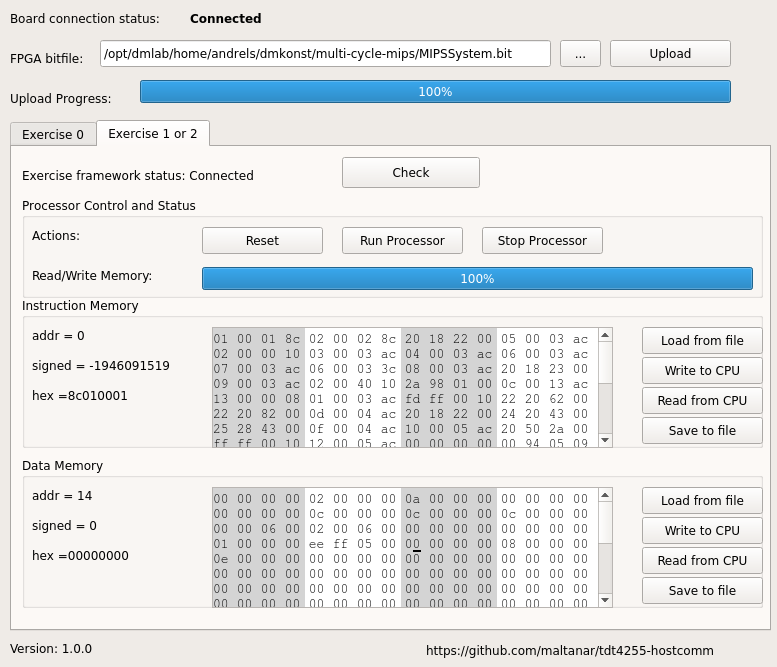 Board connection status: Connected
FPGA bitfile: /opt/dmlab/home/andrels/dmkonst/multi-cycle-mips/MIPSSystem.bit ... Upload
Upload Progress: 100%
Exercise 0 Exercise 1 or 2
Exercise framework status: Connected Check
Processor Control and Status
Actions: Reset Run Processor Stop Processor
Read/Write Memory: 100%
Instruction Memory
addr = 0
signed = -1946091519
hex =8c010001
01 00 01 8c 02 00 02 8c 20 18 22 00 05 00 03 ac
02 00 00 10 03 00 03 ac 04 00 03 ac 06 00 03 ac
07 00 03 ac 06 00 03 3c 08 00 03 ac 20 18 23 00
09 00 03 ac 02 00 40 10 2a 98 01 00 0c 00 13 ac
13 00 00 08 01 00 03 ac fd ff 00 10 22 20 62 00
22 20 82 00 0d 00 04 ac 20 18 22 00 24 20 43 00
25 28 43 00 0f 00 04 ac 10 00 05 ac 20 50 2a 00
ff ff 00 10 12 00 05 ac 00 00 00 00 00 94 05 09
Load from file
Write to CPU
Read from CPU
Save to file
Data Memory
addr = 14
signed = 0
hex =00000000
00 00 00 00 02 00 00 00 0a 00 00 00 00 00 00 00
00 00 00 00 0c 00 00 00 0c 00 00 00 0c 00 00 00
00 00 06 00 02 00 06 00 00 00 00 00 00 00 00 00
01 00 00 00 ee ff 05 00 00 00 00 00 08 00 00 00
0e 00 00 00 00 00 00 00 00 00 00 00 00 00 00 00
00 00 00 00 00 00 00 00 00 00 00 00 00 00 00 00
00 00 00 00 00 00 00 00 00 00 00 00 00 00 00 00
00 00 00 00 00 00 00 00 00 00 00 00 00 00 00 00
Load from file
Write to CPU
Read from CPU
Save to file
Version: 1.0.0 https://github.com/maltanar/tdt4255-hostcomm